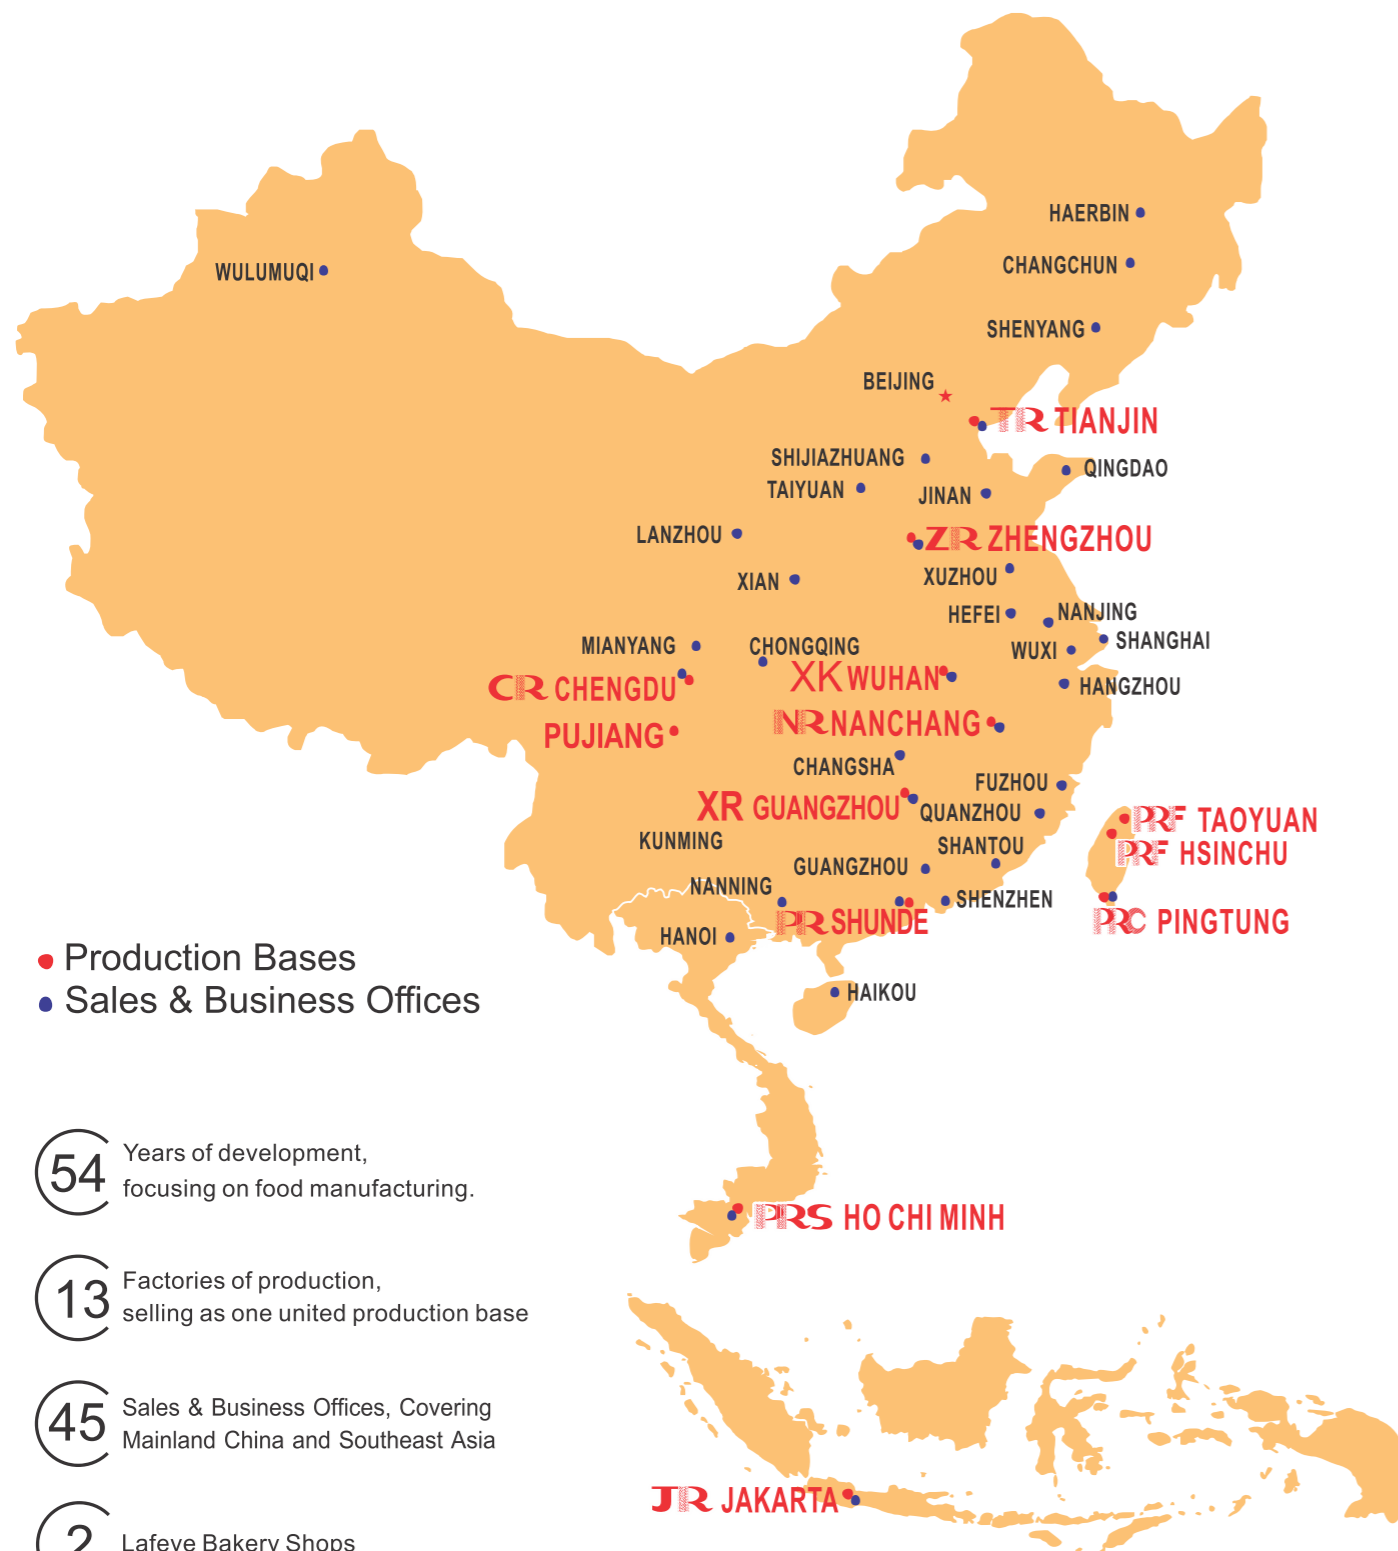 HAERBIN
WULUMUQI
CHANGCHUN
SHENYANG
BEIJING
TR TIANJIN
SHIJIAZHUANG
QINGDAO
TAIYUAN
JINAN
LANZHOU
ZR ZHENGZHOU
XIAN
XUZHOU
HEFEI
NANJING
SHANGHAI
MIANYANG
CHONGQING
WUXI
CR CHENGDU
XK WUHAN
HANGZHOU
PUJIANG
NR NANCHANG
CHANGSHA
FUZHOU
XR GUANGZHOU
QUANZHOU
PRF TAOYUAN
KUNMING
SHANTOU
PRF HSINCHU
GUANGZHOU
NANNING
SHENZHEN
PR SHUNDE
PRC PINGTUNG
HANOI
Production Bases
Sales & Business Offices
HAIKOU
54
Years of development,
focusing on food manufacturing.
PRS HO CHI MINH
13
Factories of production,
selling as one united production base
45
Sales & Business Offices, Covering
Mainland China and Southeast Asia
JR JAKARTA
2
Lafeve Bakery Shops